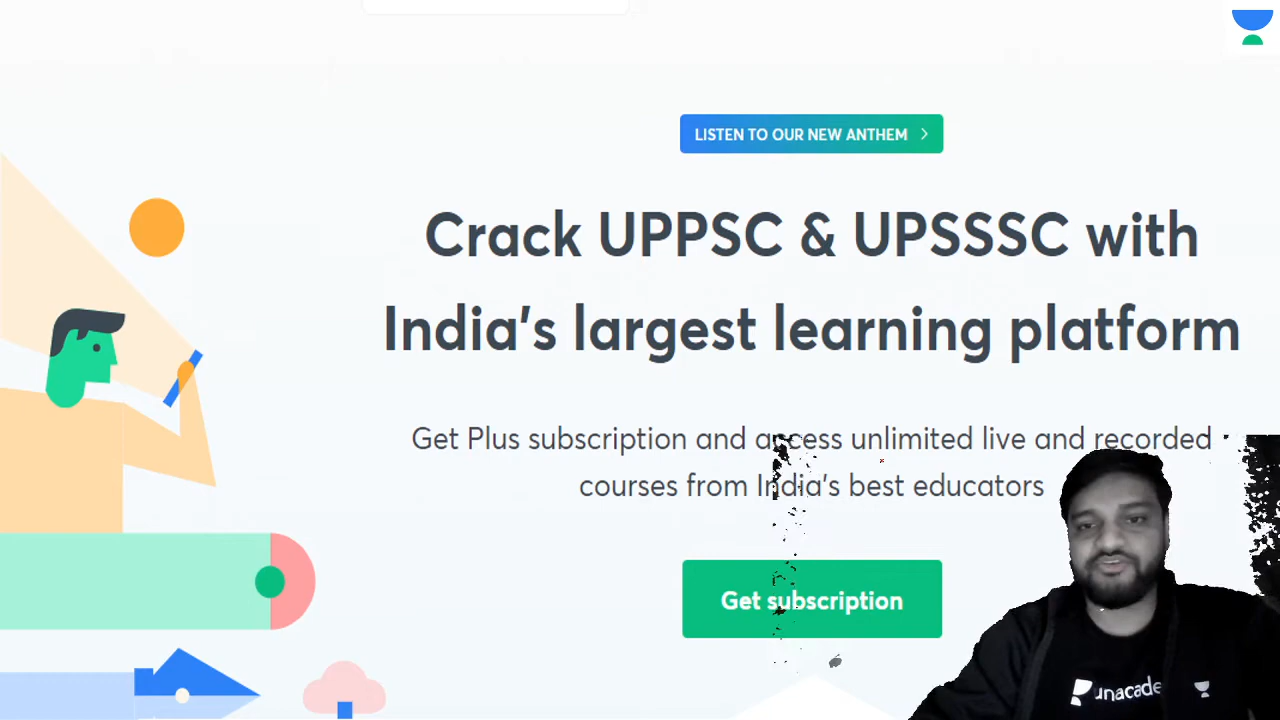 LISTEN TO OUR NEW ANTHEM
Crack UPPSC & UPSSSC with
India's largest learning platform
Get Plus subscription and access unlimited live and recorded
courses from India's best educators
Get subscription
unacade